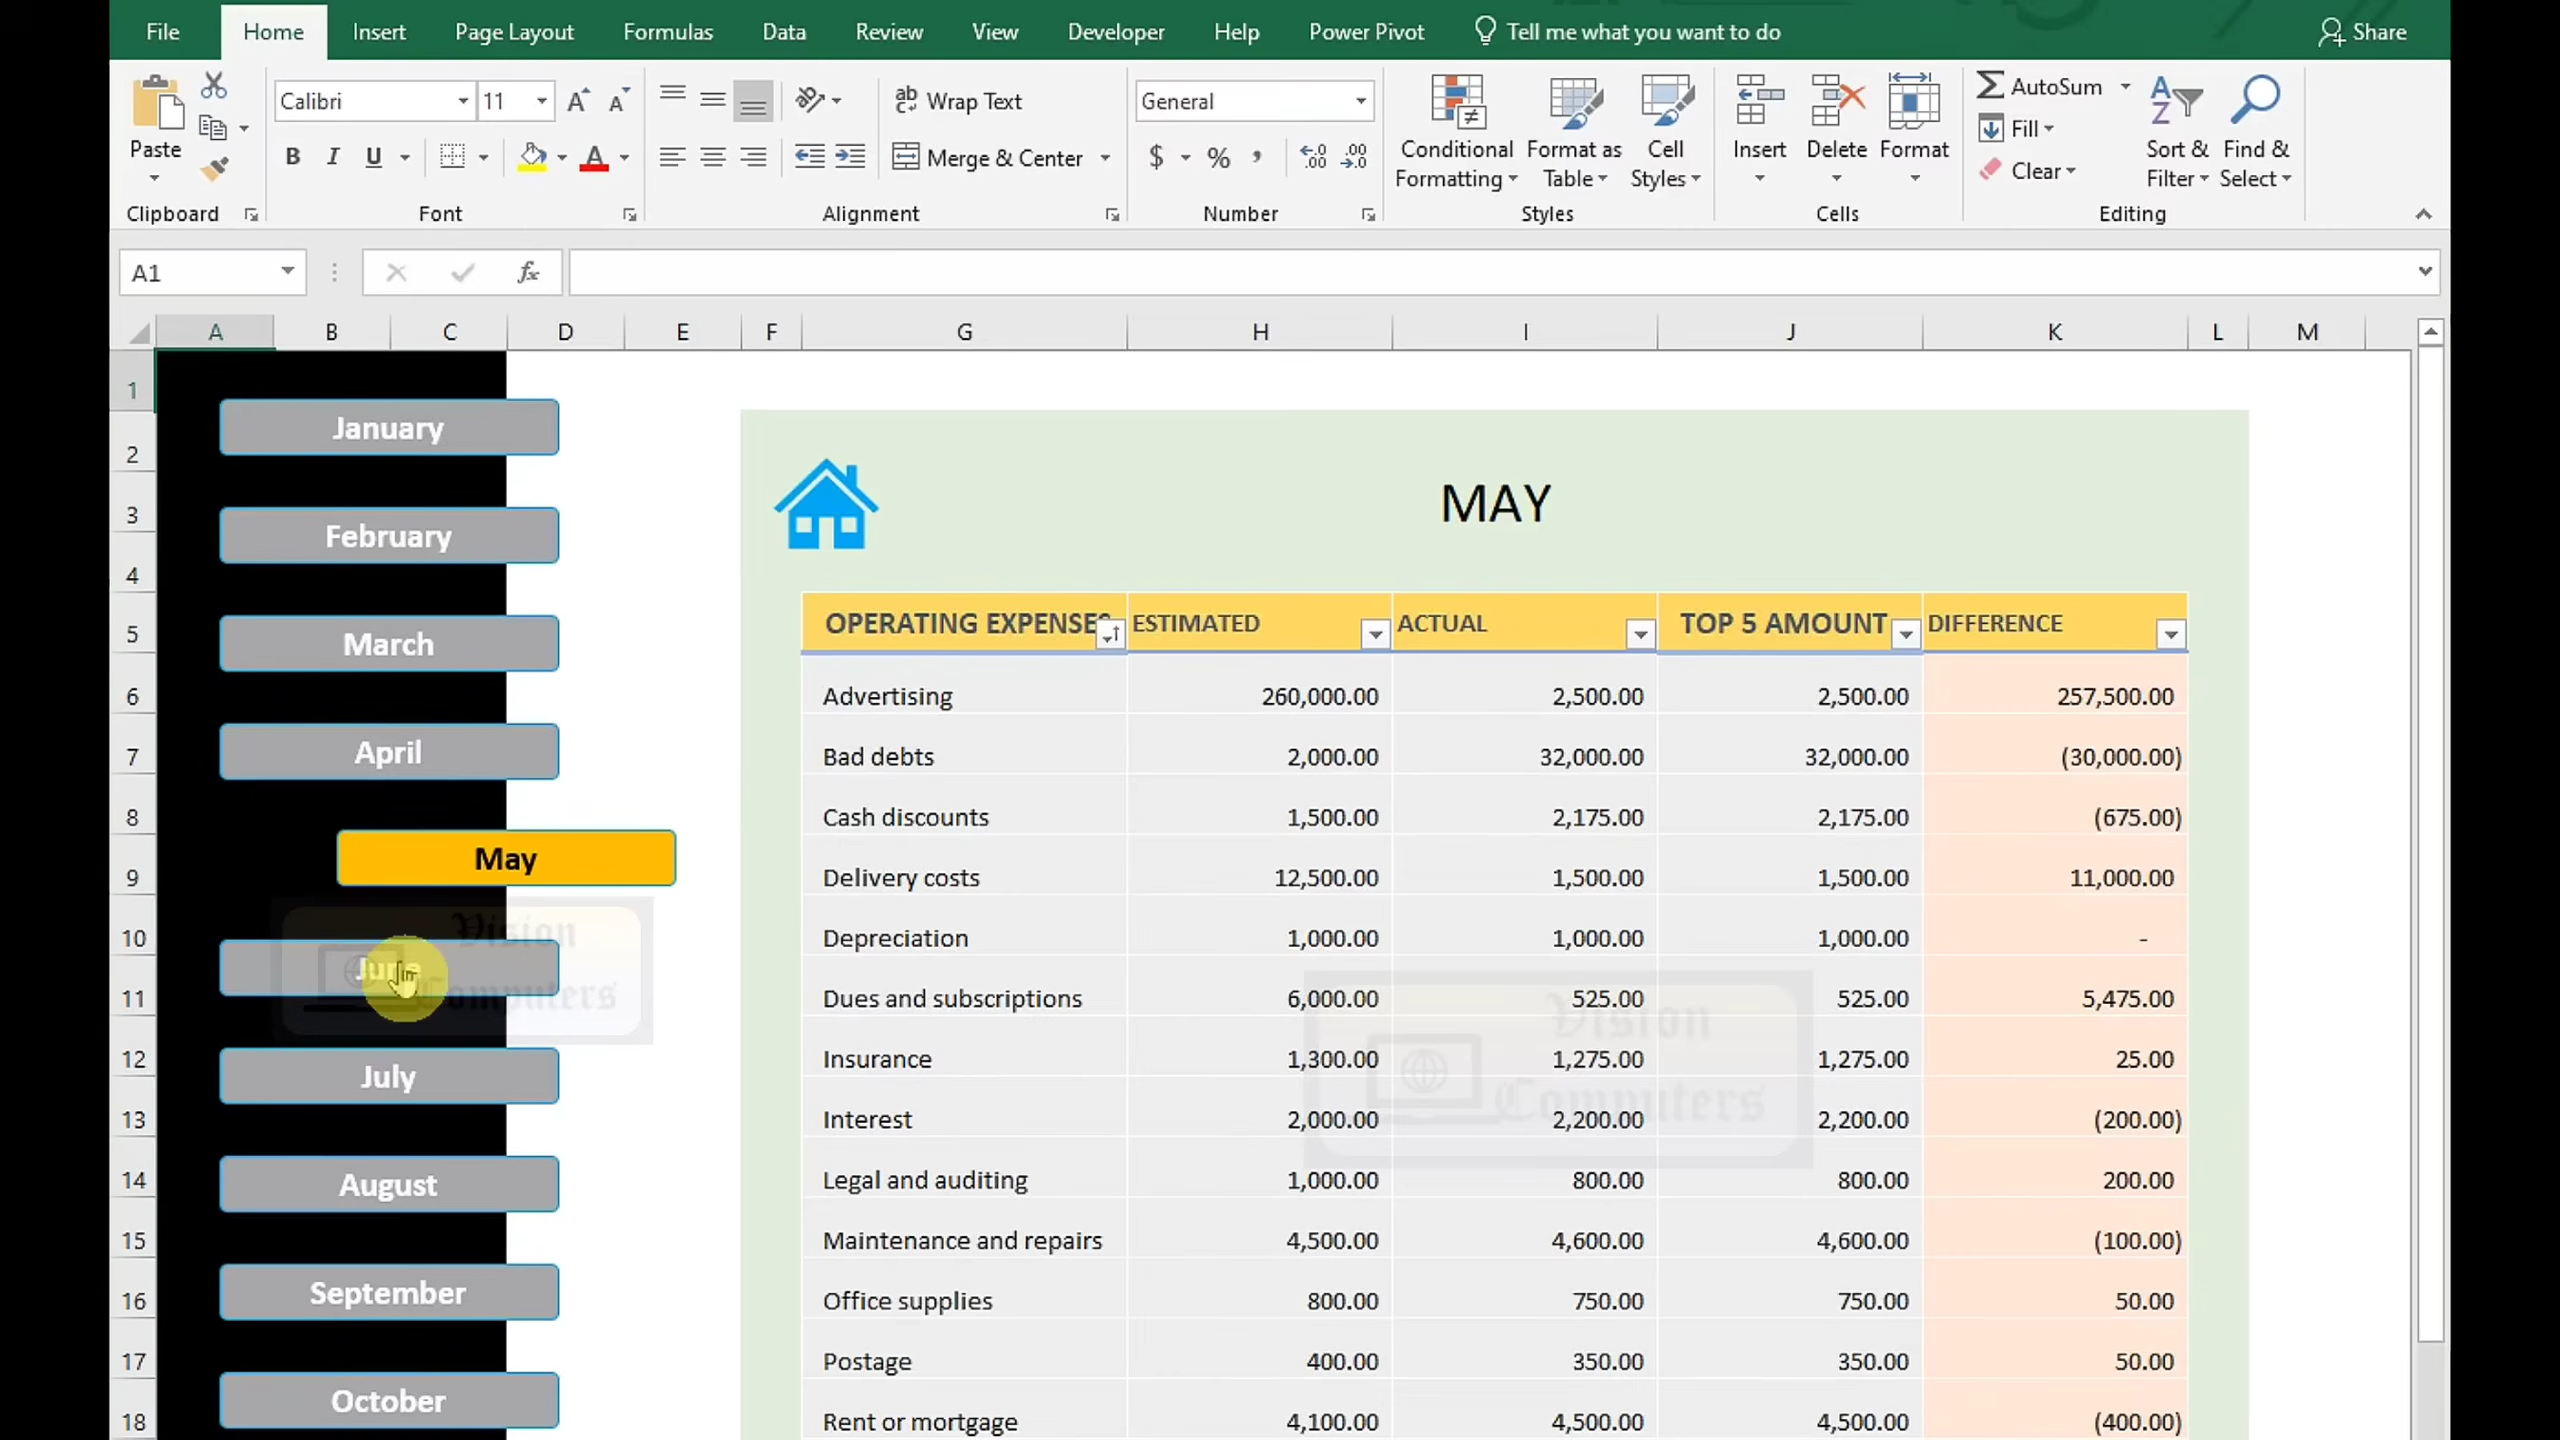 File Home Insert Page Layout Formulas Data Review View Developer Help Power Pivot Tell me what you want to do Share
Calibri 11 Wrap Text General AutoSum
Paste B I U Merge & Center $ % , Conditional Formatting Format as Table Cell Styles Insert Delete Format Fill Clear Sort & Filter Find & Select
Clipboard Font Alignment Number Styles Cells Editing
A1 fx
A B C D E F G H I J K L M
1
January
2
February
MAY
3
4
March
5 OPERATING EXPENSES ESTIMATED ACTUAL TOP 5 AMOUNT DIFFERENCE
6 Advertising 260,000.00 2,500.00 2,500.00 257,500.00
April
7 Bad debts 2,000.00 32,000.00 32,000.00 (30,000.00)
8 Cash discounts 1,500.00 2,175.00 2,175.00 (675.00)
May
9 Delivery costs 12,500.00 1,500.00 1,500.00 11,000.00
10 Depreciation 1,000.00 1,000.00 1,000.00 -
June
11 Dues and subscriptions 6,000.00 525.00 525.00 5,475.00
Vision
Computers
12 Insurance 1,300.00 1,275.00 1,275.00 25.00
July
13 Interest 2,000.00 2,200.00 2,200.00 (200.00)
Vision
Computers
14 Legal and auditing 1,000.00 800.00 800.00 200.00
August
15 Maintenance and repairs 4,500.00 4,600.00 4,600.00 (100.00)
September
16 Office supplies 800.00 750.00 750.00 50.00
17 Postage 400.00 350.00 350.00 50.00
October
18 Rent or mortgage 4,100.00 4,500.00 4,500.00 (400.00)